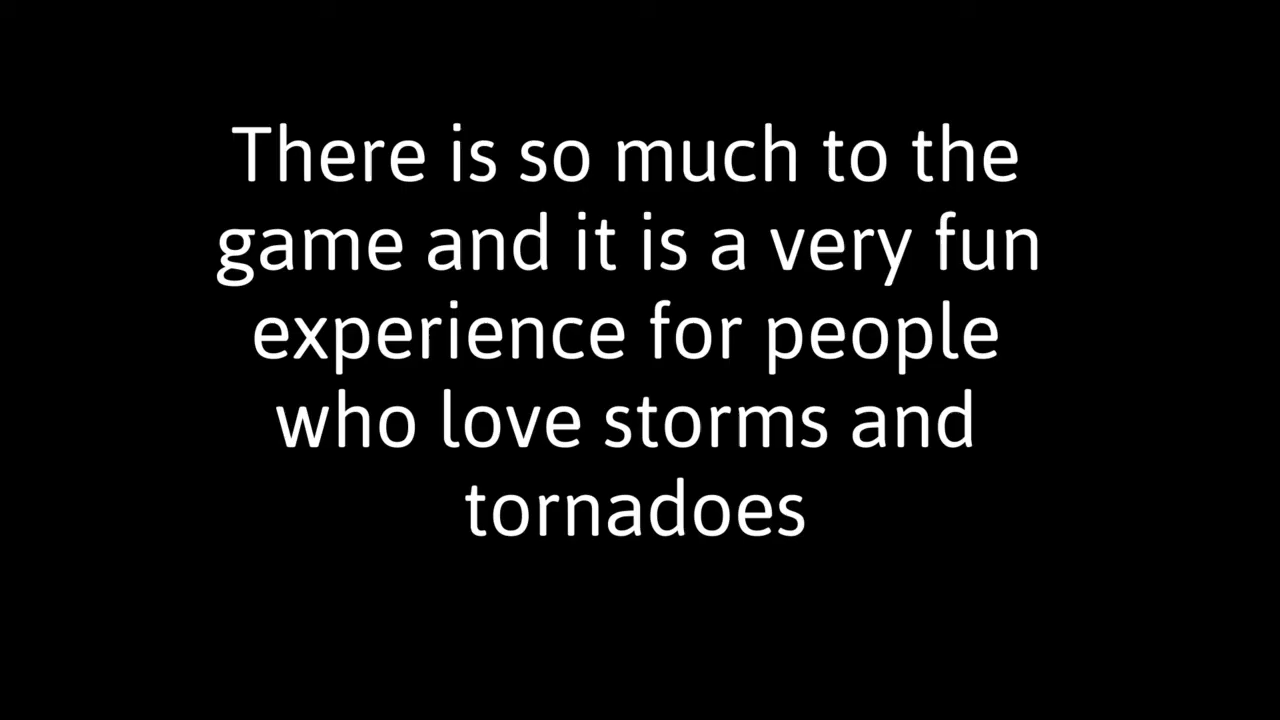 There is so much to the
game and it is a very fun
experience for people
who love storms and
tornadoes